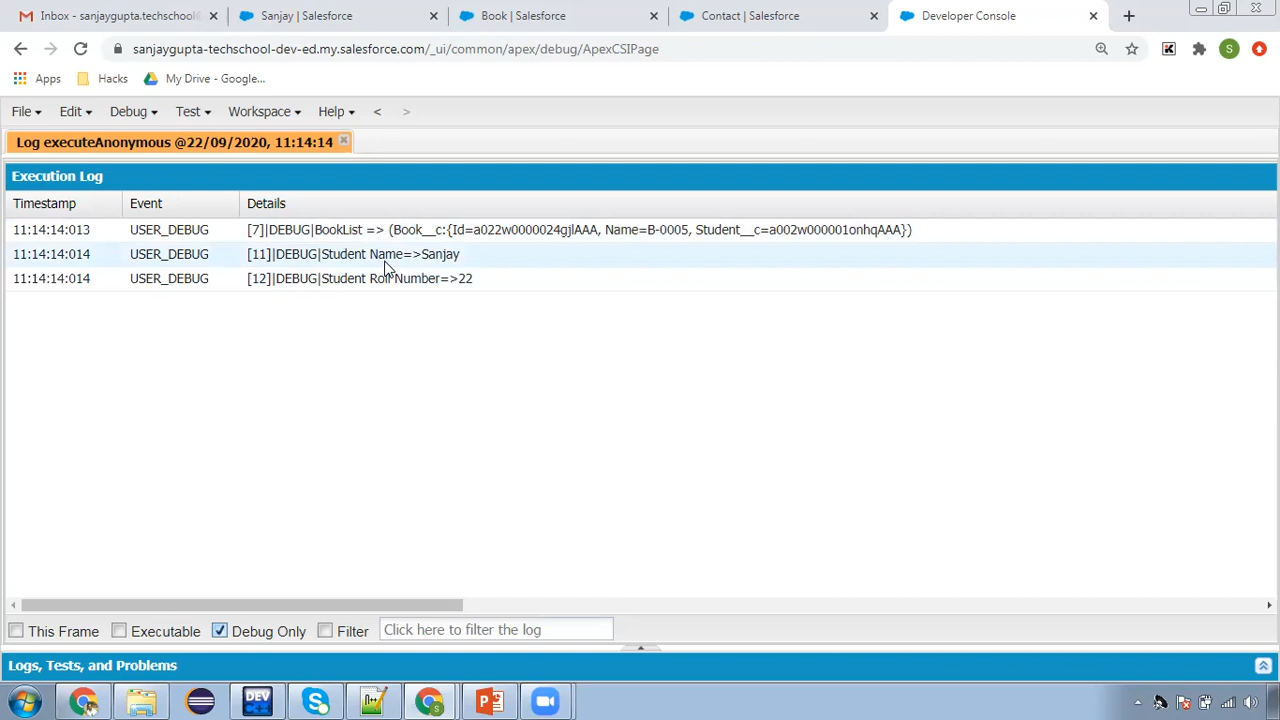 Inbox - sanjaygupta.techschool@
Sanjay | Salesforce
Book | Salesforce
Contact | Salesforce
Developer Console
sanjaygupta-techschool-dev-ed.my.salesforce.com/_ui/common/apex/debug/ApexCSIPage
S
Apps
Hacks
My Drive - Google...
File
Edit
Debug
Test
Workspace
Help
<
>
Log executeAnonymous @22/09/2020, 11:14:14
Execution Log
Timestamp Event Details
11:14:14:013 USER_DEBUG [7]|DEBUG|BookList => (Book__c:{Id=a022w0000024gjlAAA, Name=B-0005, Student__c=a002w000001onhqAAA})
11:14:14:014 USER_DEBUG [11]|DEBUG|Student Name=>Sanjay
11:14:14:014 USER_DEBUG [12]|DEBUG|Student Roll Number=>22
This Frame
Executable
Debug Only
Filter
Click here to filter the log
Logs, Tests, and Problems
DEV
C++
S